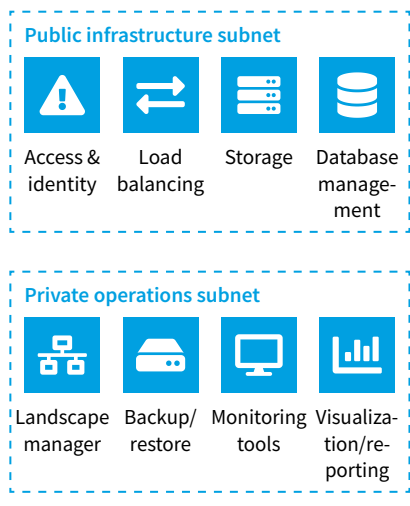 Public infrastructure subnet
Access &
identity
Load
balancing
Storage
Database
manage-
ment
Private operations subnet
Landscape
manager
Backup/
restore
Monitoring
tools
Visualiza-
tion/re-
porting